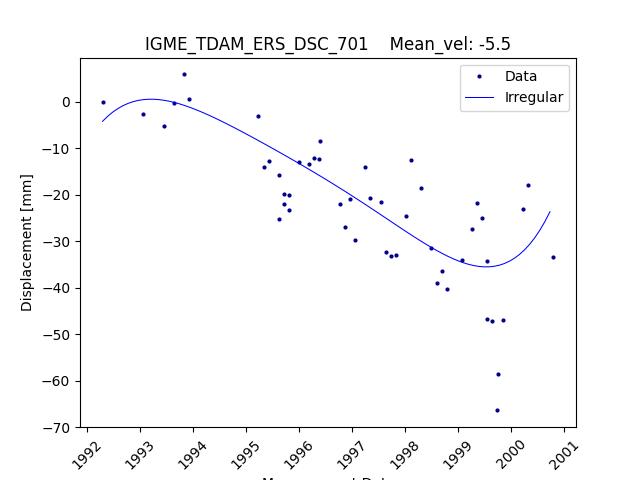 IGME_TDAM_ERS_DSC_701    Mean_vel: -5.5
Data
Irregular
Displacement [mm]
0
−10
−20
−30
−40
−50
−60
−70
1992 1993 1994 1995 1996 1997 1998 1999 2000 2001